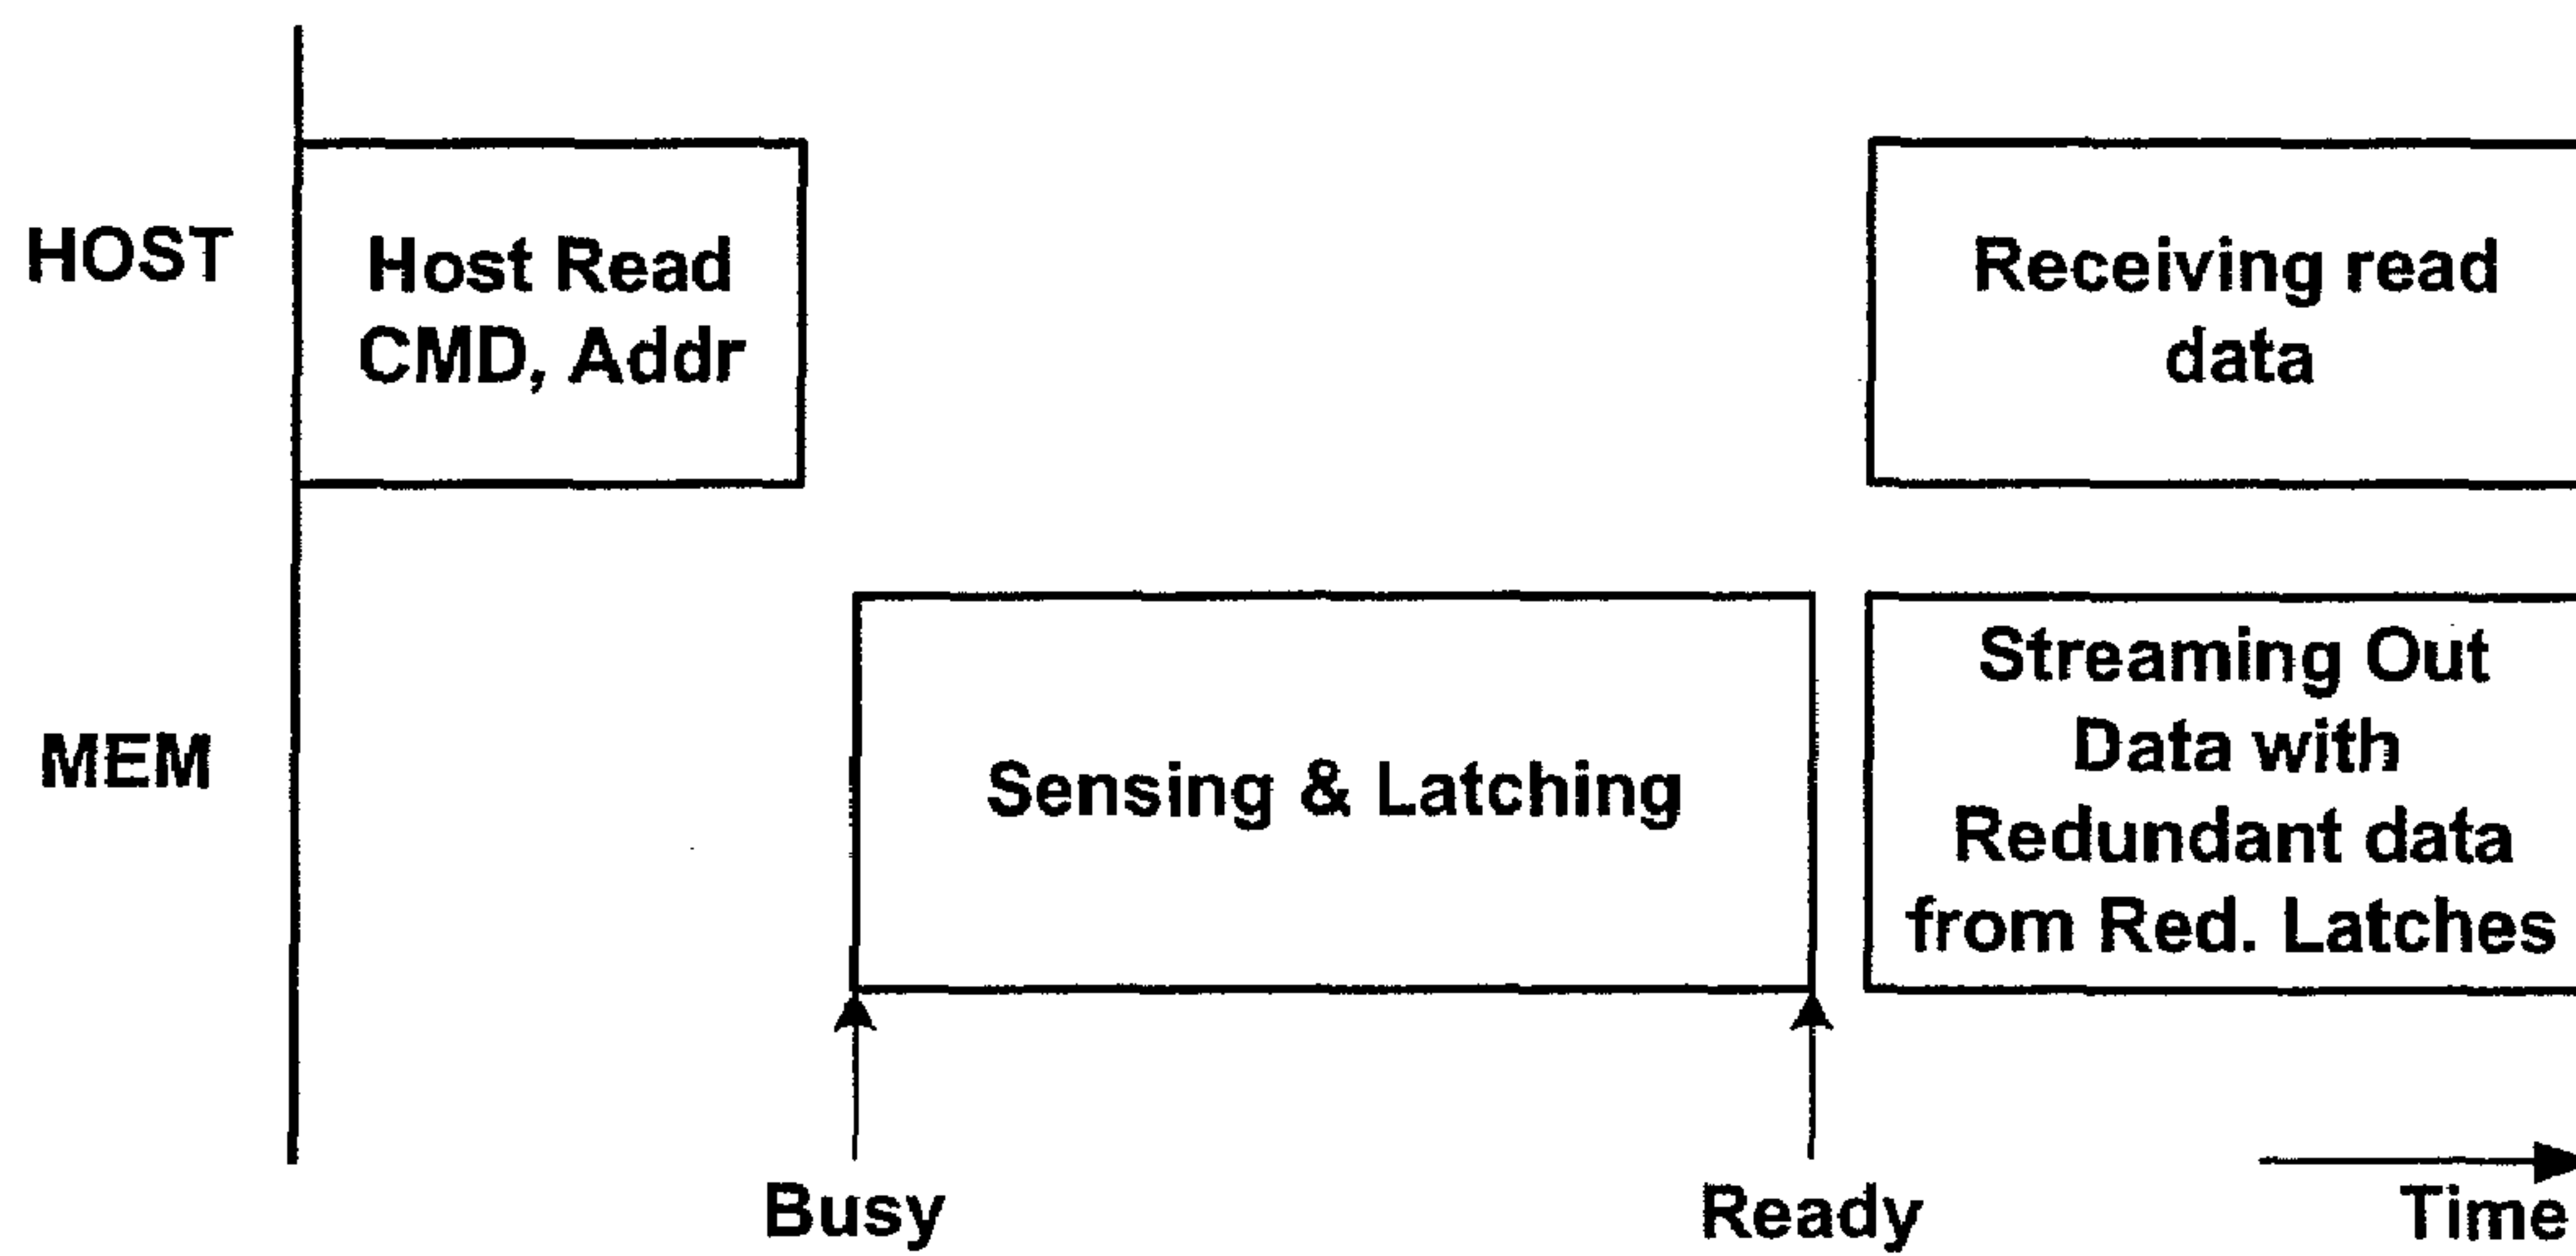 HOST
Host Read
CMD, Addr
Receiving read
data
MEM
Sensing & Latching
Streaming Out
Data with
Redundant data
from Red. Latches
Busy
Ready
Time